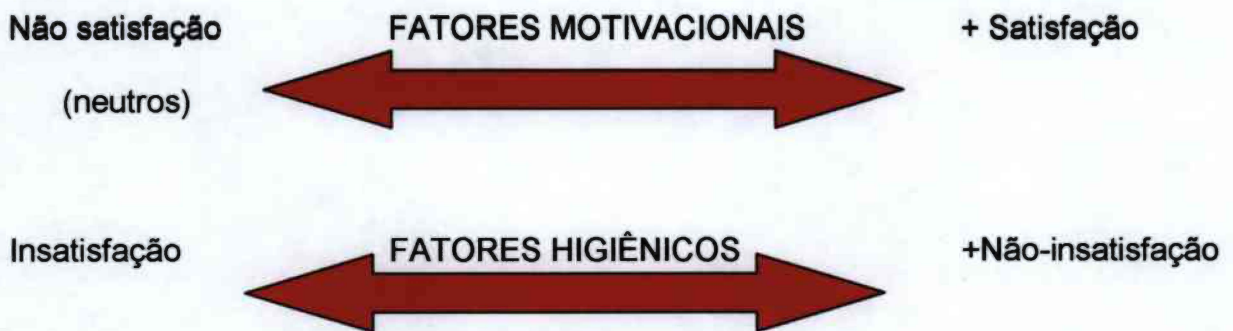 Não satisfação FATORES MOTIVACIONAIS + Satisfação
(neutros)
Insatisfação FATORES HIGIÊNICOS +Não-insatisfação